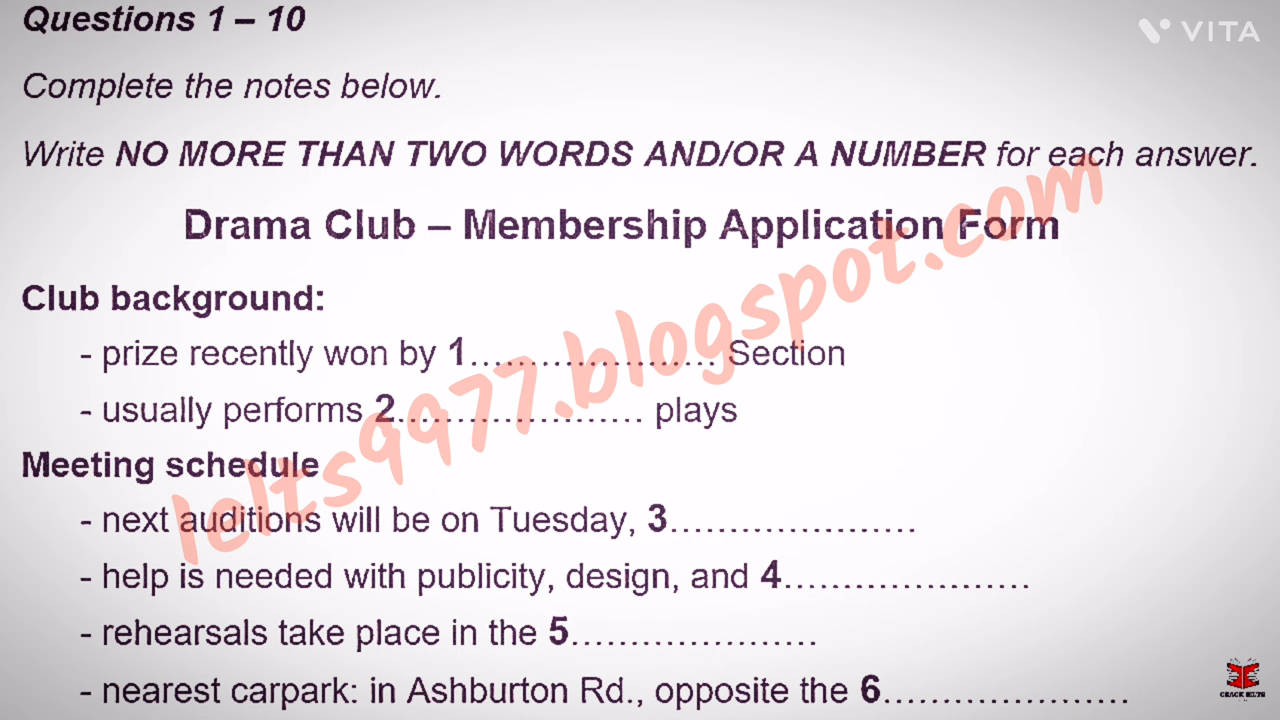 Questions 1 – 10
VITA
Complete the notes below.
Write NO MORE THAN TWO WORDS AND/OR A NUMBER for each answer.
Drama Club – Membership Application Form
Club background:
- prize recently won by 1..................... Section
- usually performs 2..................... plays
Meeting schedule
- next auditions will be on Tuesday, 3.....................
- help is needed with publicity, design, and 4.....................
- rehearsals take place in the 5.....................
- nearest carpark: in Ashburton Rd., opposite the 6.....................
Ielts9977.blogspot.com
CRACK IELTS